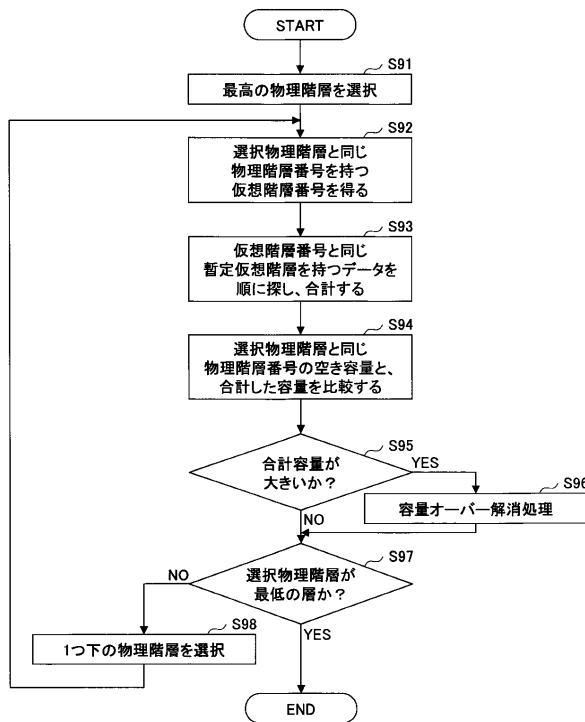 START
S91
最高の物理階層を選択
S92
選択物理階層と同じ
物理階層番号を持つ
仮想階層番号を得る
S93
仮想階層番号と同じ
暫定仮想階層を持つデータを
順に探し、合計する
S94
選択物理階層と同じ
物理階層番号の空き容量と、
合計した容量を比較する
S95
合計容量が
大きいか？
YES
S96
容量オーバー解消処理
NO
S97
選択物理階層が
最低の層か？
NO
S98
1つ下の物理階層を選択
YES
END